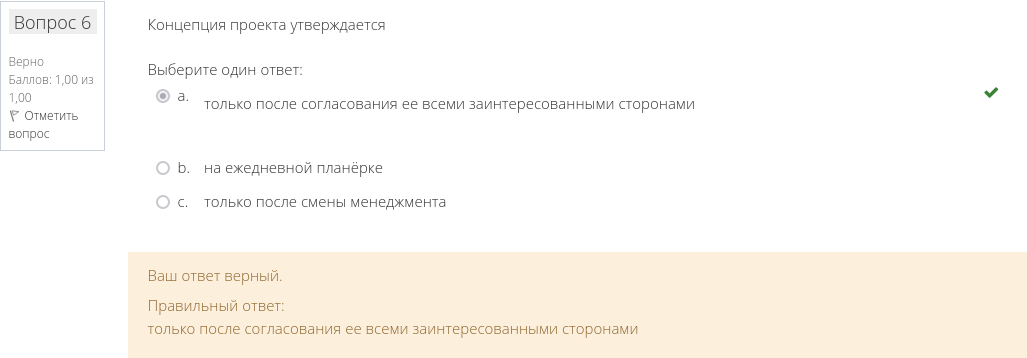 Вопрос 6
Верно
Баллов: 1,00 из
1,00
Отметить
вопрос
Концепция проекта утверждается
Выберите один ответ:
a. только после согласования ее всеми заинтересованными сторонами
b. на ежедневной планёрке
c. только после смены менеджмента
Ваш ответ верный.
Правильный ответ:
только после согласования ее всеми заинтересованными сторонами